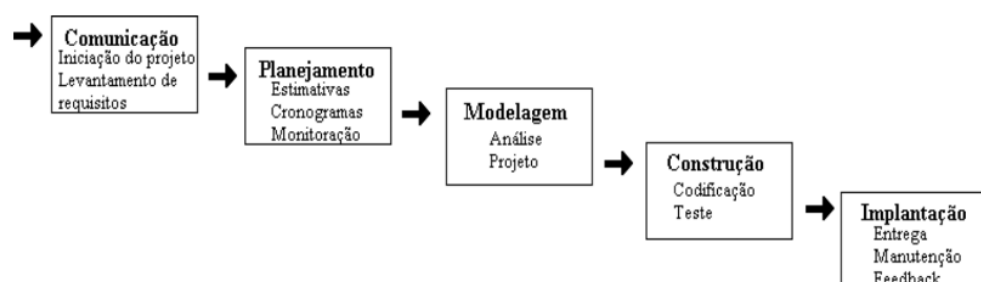 Comunicação
Iniciação do projeto
Levantamento de
requisitos
Planejamento
Estimativas
Cronogramas
Monitoração
Modelagem
Análise
Projeto
Construção
Codificação
Teste
Implantação
Entrega
Manutenção
Feedback